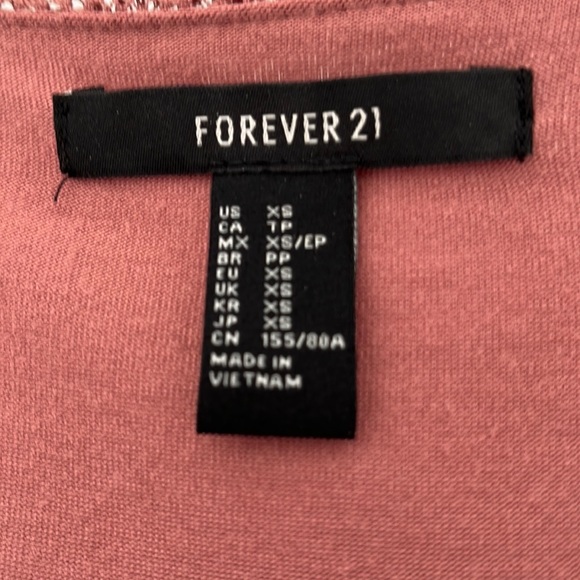 FOREVER 21
US XS
CA TP
MX XS/EP
BR PP
EU XS
UK XS
KR XS
JP XS
CN 155/80A
MADE IN
VIETNAM